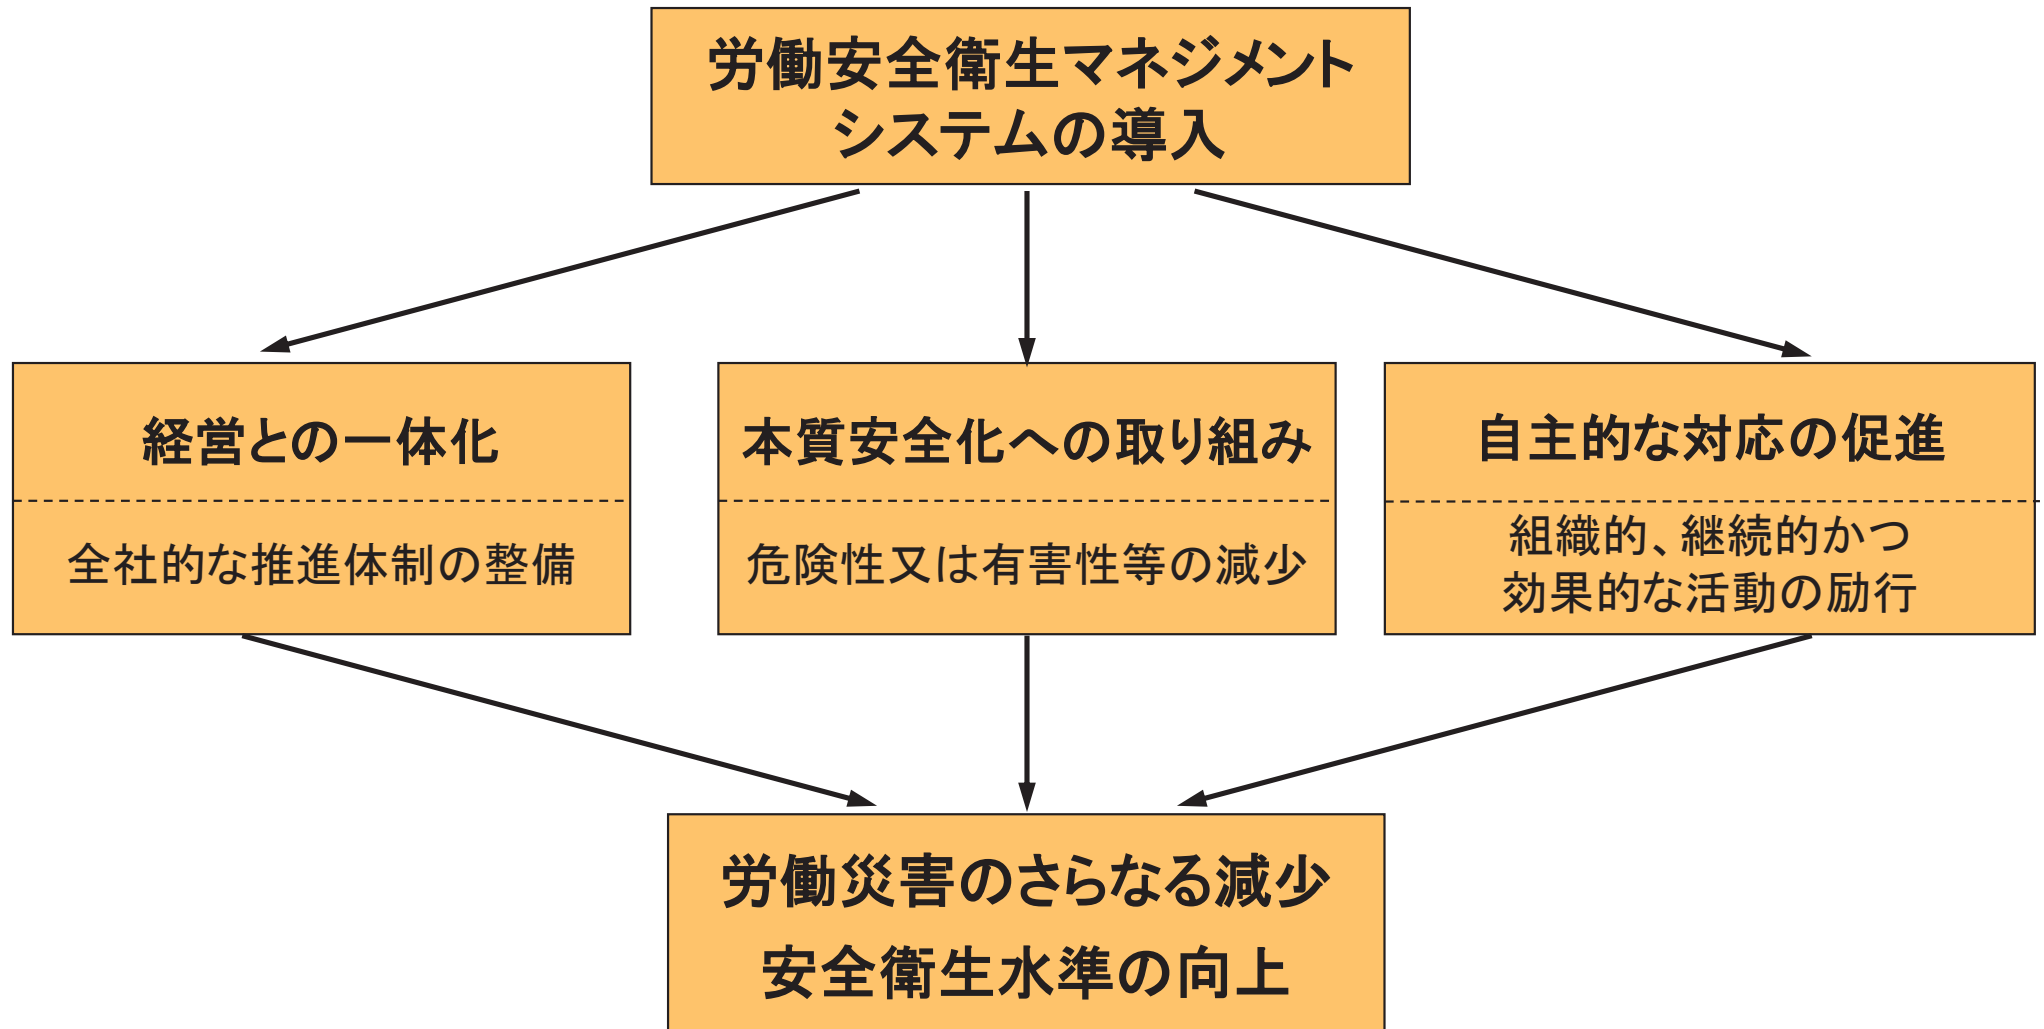 労働安全衛生マネジメント
システムの導入
経営との一体化
全社的な推進体制の整備
本質安全化への取り組み
危険性又は有害性等の減少
自主的な対応の促進
組織的、継続的かつ
効果的な活動の励行
労働災害のさらなる減少
安全衛生水準の向上